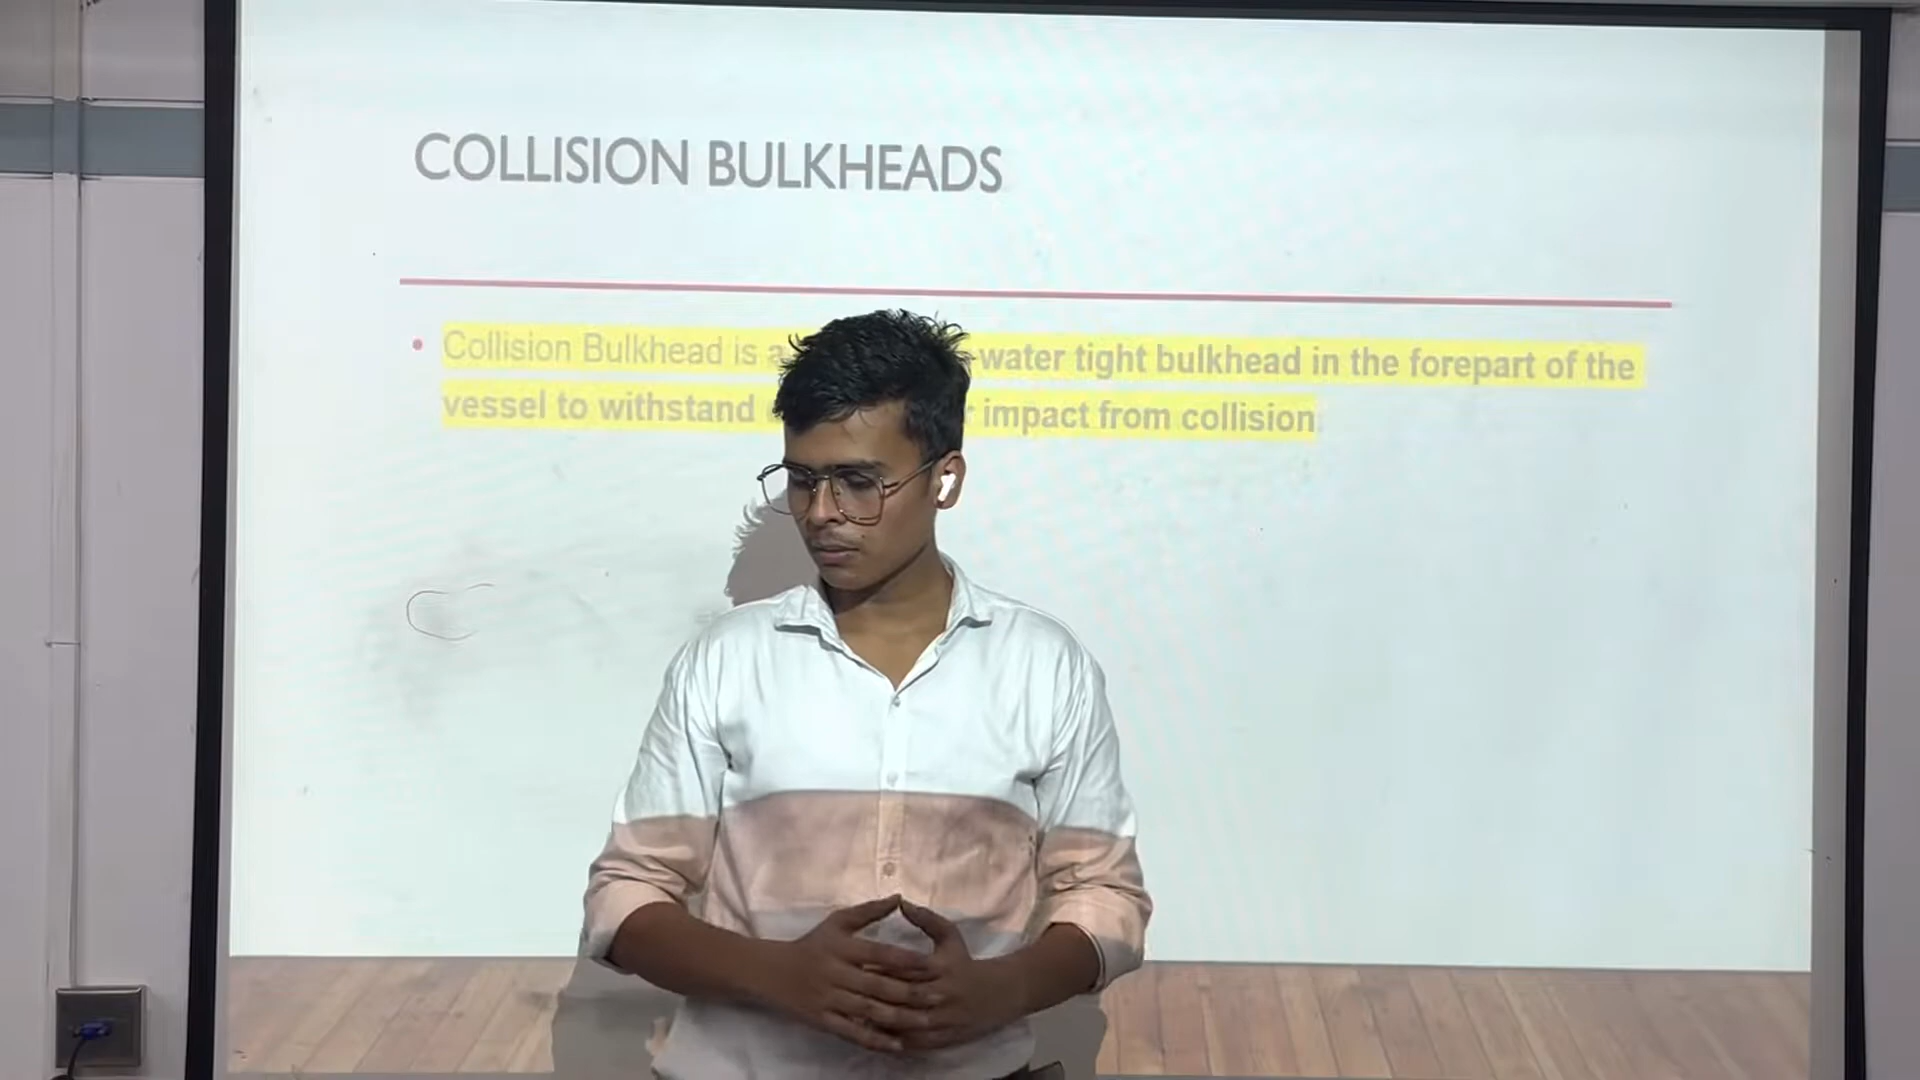 COLLISION BULKHEADS
• Collision Bulkhead is a -water tight bulkhead in the forepart of the
vessel to withstand impact from collision